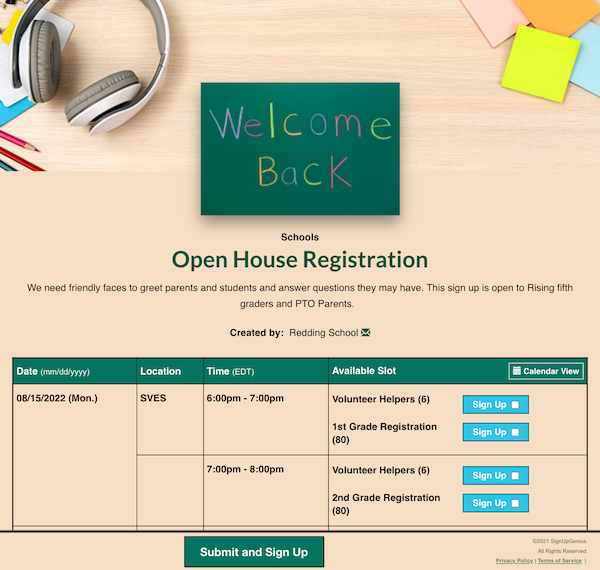 Welcome
Back
Schools
Open House Registration
We need friendly faces to greet parents and students and answer questions they may have. This sign up is open to Rising fifth
graders and PTO Parents.
Created by: Redding School
Date (mm/dd/yyyy) Location Time (EDT) Available Slot Calendar View
08/15/2022 (Mon.) SVES 6:00pm - 7:00pm Volunteer Helpers (6) Sign Up
1st Grade Registration Sign Up
(80)
7:00pm - 8:00pm Volunteer Helpers (6) Sign Up
2nd Grade Registration Sign Up
(80)
Submit and Sign Up
©2021 SignUpGenius.
All Rights Reserved.
Privacy Policy | Terms of Service |